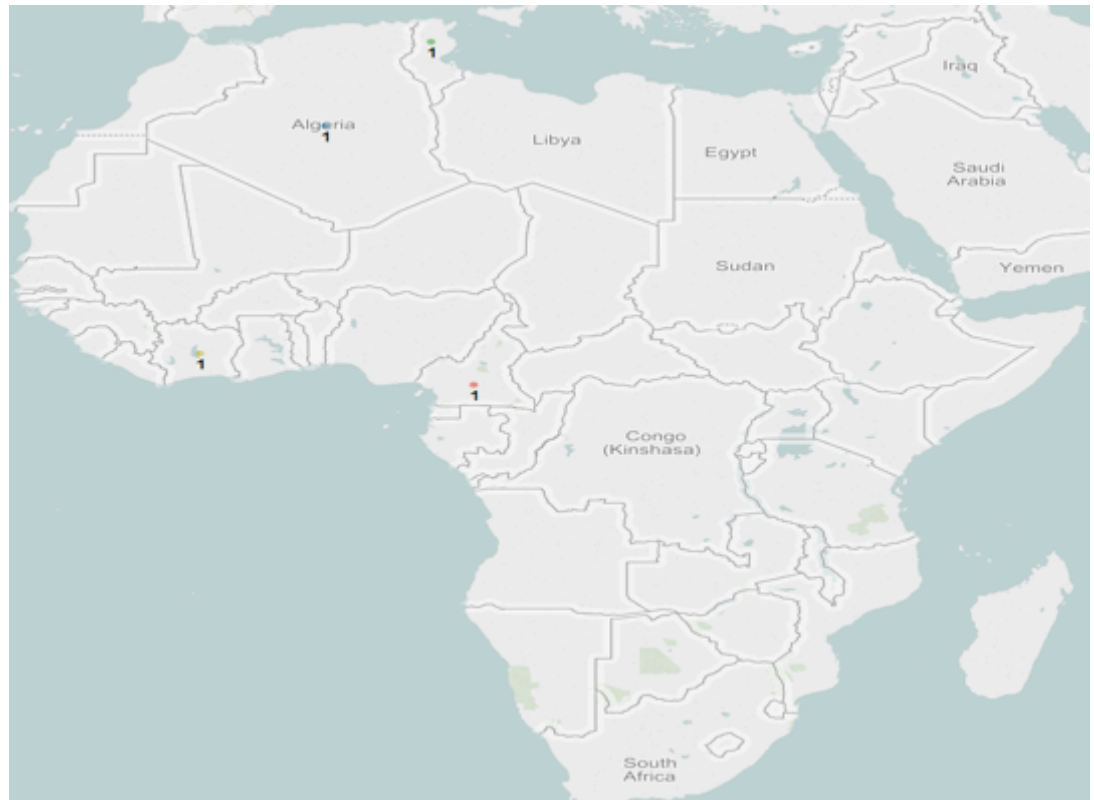 1
Iraq
Algeria
1
Libya
Egypt
Saudi
Arabia
Sudan
Yemen
1
1
Congo
(Kinshasa)
South
Africa